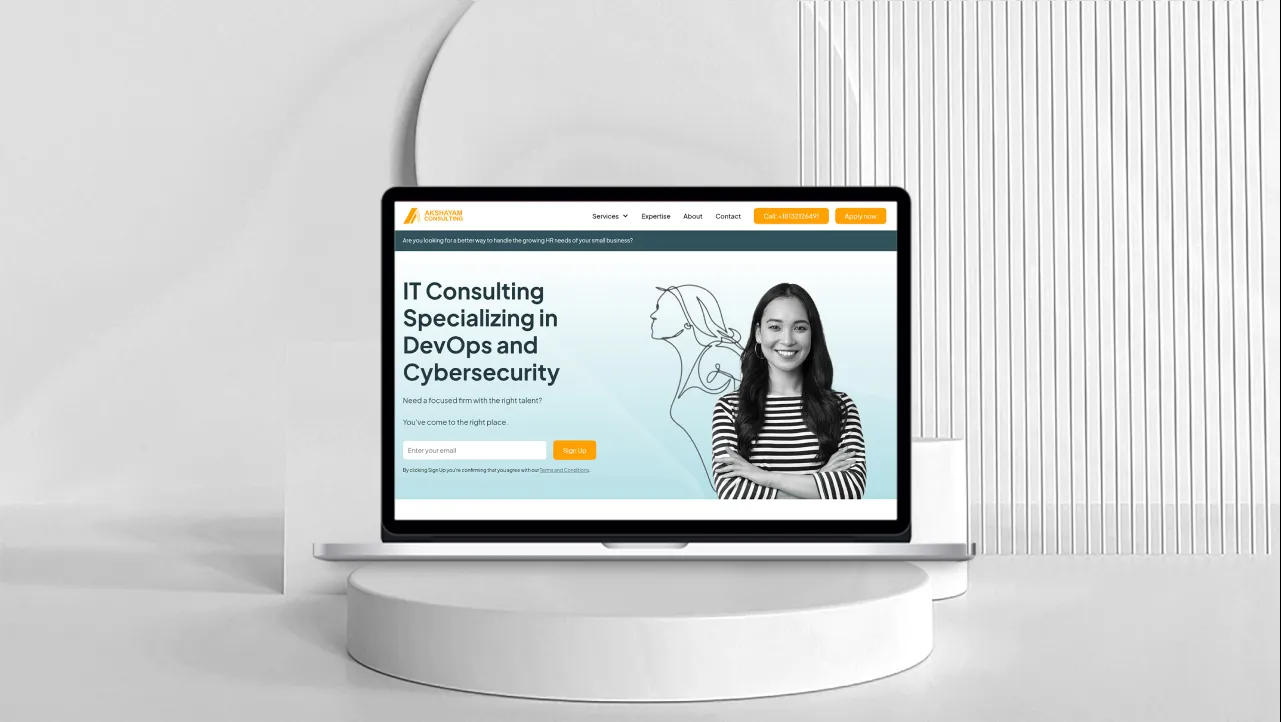 AKSHAYAM
CONSULTING
Services
Expertise
About
Contact
Call: +18132126491
Apply now
Are you looking for a better way to handle the growing HR needs of your small business?
IT Consulting
Specializing in
DevOps and
Cybersecurity
Need a focused firm with the right talent?
You've come to the right place.
Enter your email
Sign Up
By clicking Sign Up you're confirming that you agree with our Terms and Conditions.